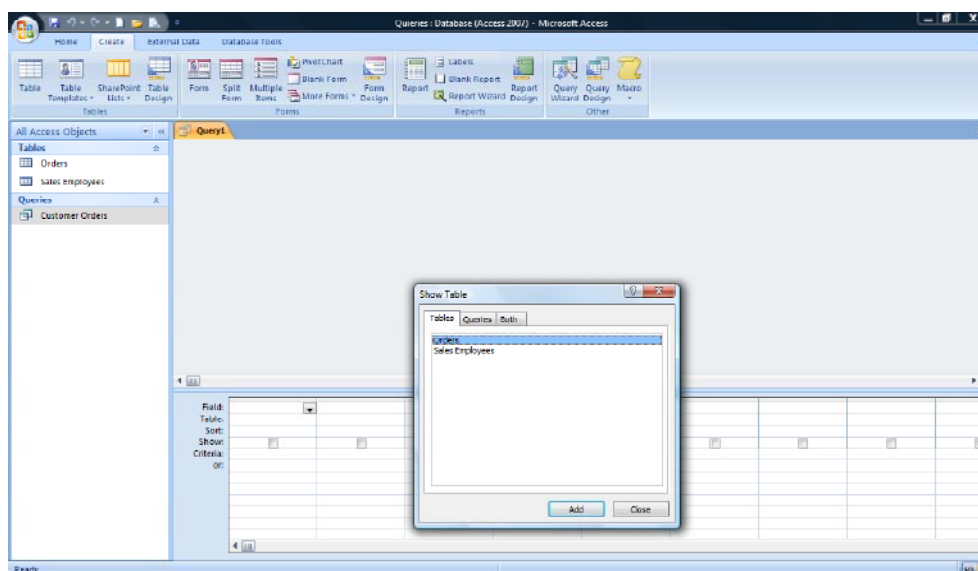 Quieries : Database (Access 2007) - Microsoft Access
Home Create External Data Database Tools
Table Table Templates SharePoint Lists Table Design
Tables
Form Split Form Multiple Items PivotChart Blank Form More Forms Form Design
Forms
Report Labels Blank Report Report Wizard Report Design
Reports
Query Wizard Query Design Macro
Other
All Access Objects
Query1
Tables
Orders
Sales Employees
Queries
Customer Orders
Show Table
Tables Queries Both
Orders
Sales Employees
Add Close
Field:
Table:
Sort:
Show:
Criteria:
or:
Ready